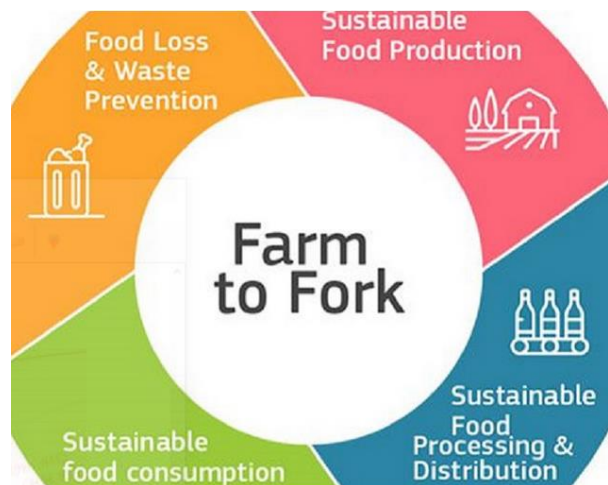 Food Loss
& Waste
Prevention
Sustainable
Food Production
Farm
to Fork
Sustainable
Food
Processing &
Distribution
Sustainable
food consumption